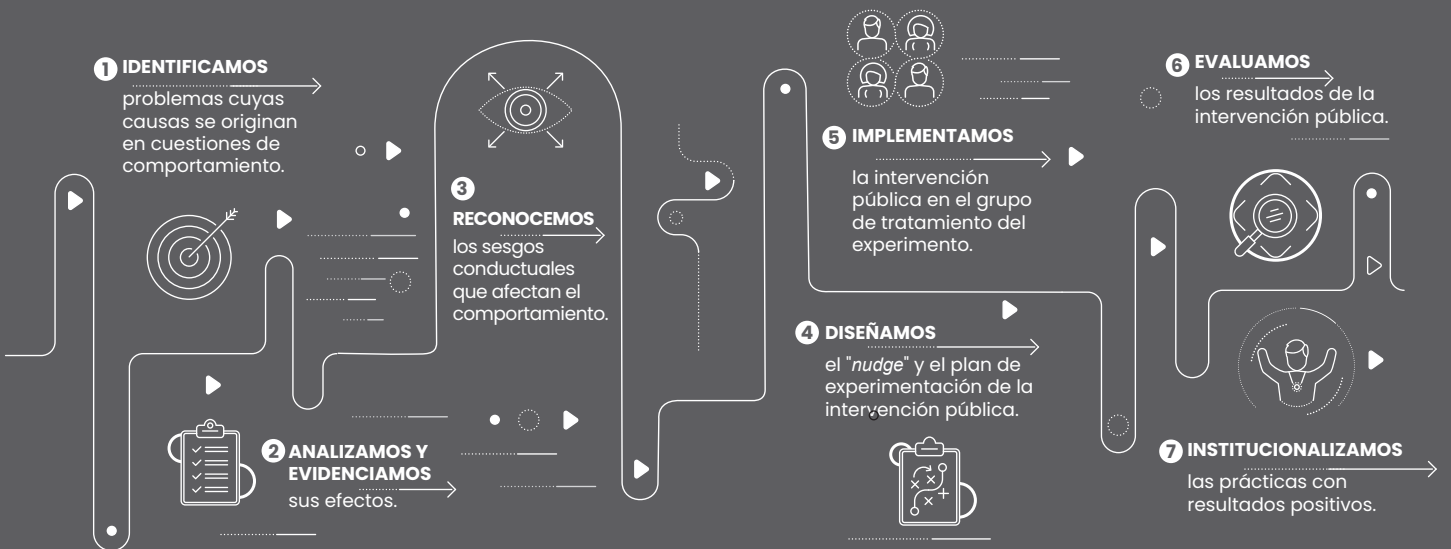 1 IDENTIFICAMOS
problemas cuyas
causas se originan
en cuestiones de
comportamiento.
2 ANALIZAMOS Y
EVIDENCIAMOS
sus efectos.
3
RECONOCEMOS
los sesgos
conductuales
que afectan el
comportamiento.
4 DISEÑAMOS
el "nudge" y el plan de
experimentación de la
intervención pública.
5 IMPLEMENTAMOS
la intervención
pública en el grupo
de tratamiento del
experimento.
6 EVALUAMOS
los resultados de la
intervención pública.
7 INSTITUCIONALIZAMOS
las prácticas con
resultados positivos.